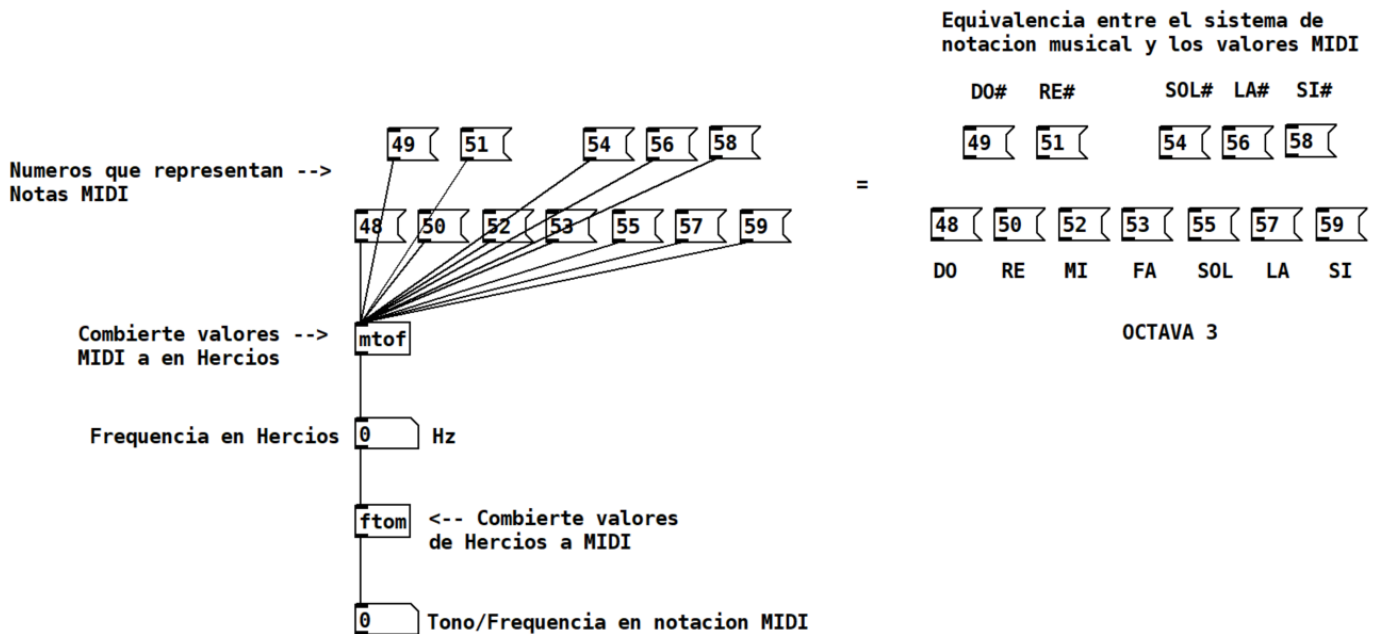 Equivalencia entre el sistema de
notacion musical y los valores MIDI
DO# RE# SOL# LA# SI#
49 51 54 56 58
49 51 54 56 58
Numeros que representan -->
Notas MIDI
=
48 50 52 53 55 57 59
48 50 52 53 55 57 59
DO RE MI FA SOL LA SI
Combierte valores -->
MIDI a en Hercios
mtof
OCTAVA 3
Frequencia en Hercios 0 Hz
ftom
<-- Combierte valores
de Hercios a MIDI
0 Tono/Frequencia en notacion MIDI